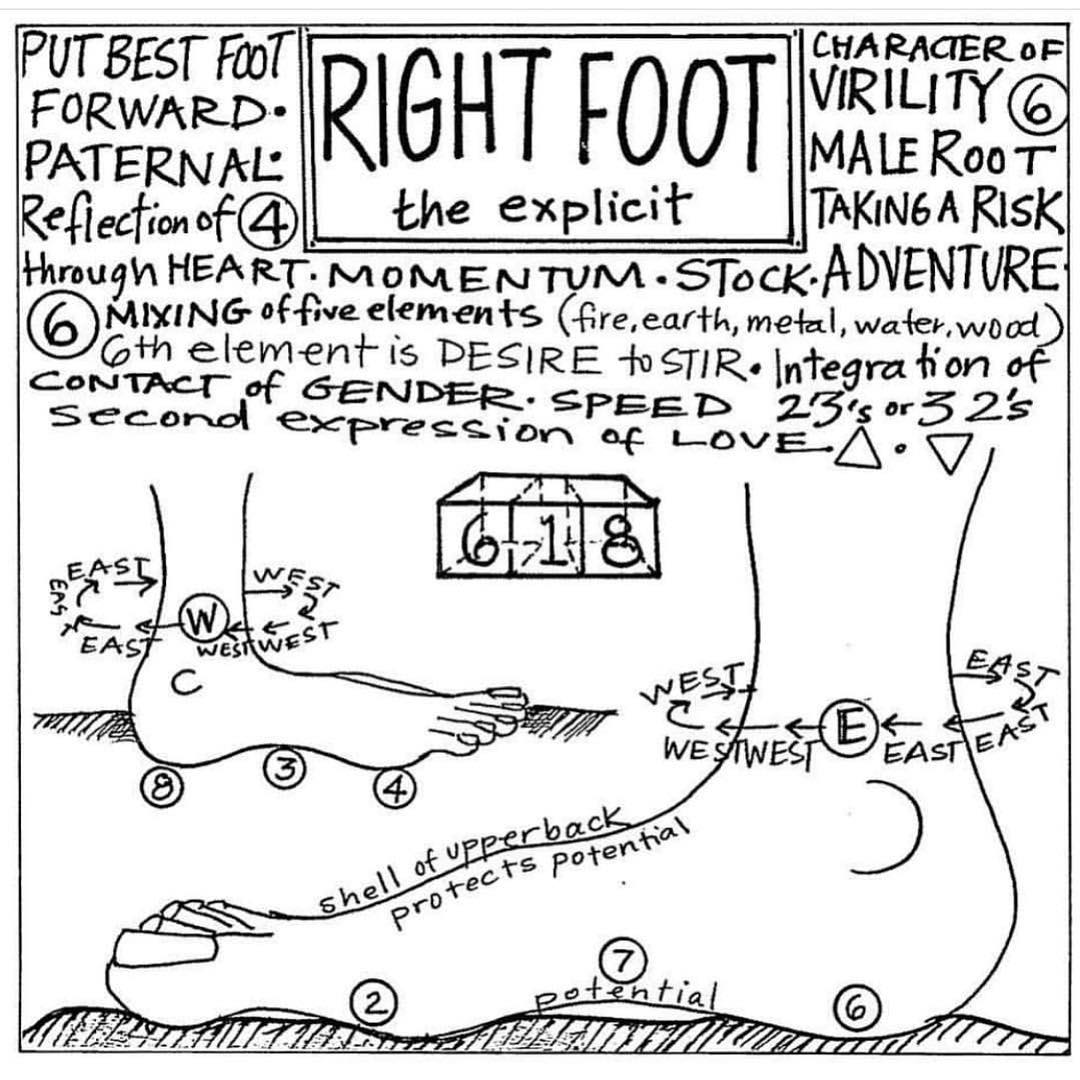 PUT BEST FOOT
FORWARD.
PATERNAL.
Reflection of ④
RIGHT FOOT
the explicit
CHARACTER OF
VIRILITY ⑥
MALE ROOT
TAKING A RISK
through HEART. MOMENTUM. STOCK. ADVENTURE.
⑥ MIXING of five elements (fire, earth, metal, water, wood)
6th element is DESIRE to STIR. Integration of
CONTACT of GENDER. SPEED 23's or 32's
second expression of LOVE. △ . ▽
6 1 8
EAST
EAST
EAST
W
WEST
WEST
WEST
C
8
3
4
WEST
WEST
WEST
E
EAST
EAST
EAST
shell of upperback
protects potential
7
potential
2
6